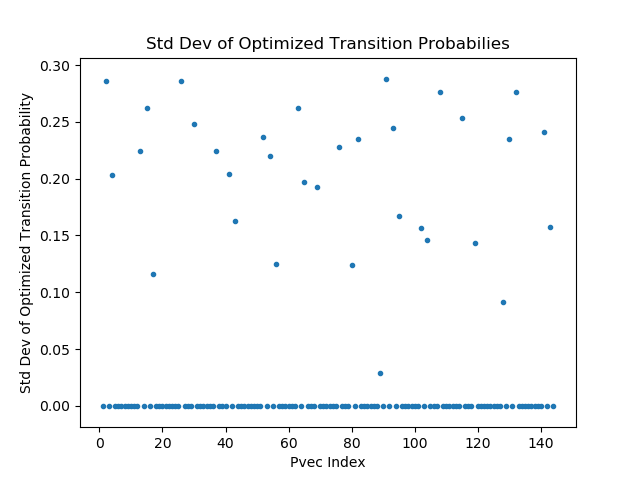 Std Dev of Optimized Transition Probabilies
Std Dev of Optimized Transition Probability
0.30
0.25
0.20
0.15
0.10
0.05
0.00
0 20 40 60 80 100 120 140
Pvec Index